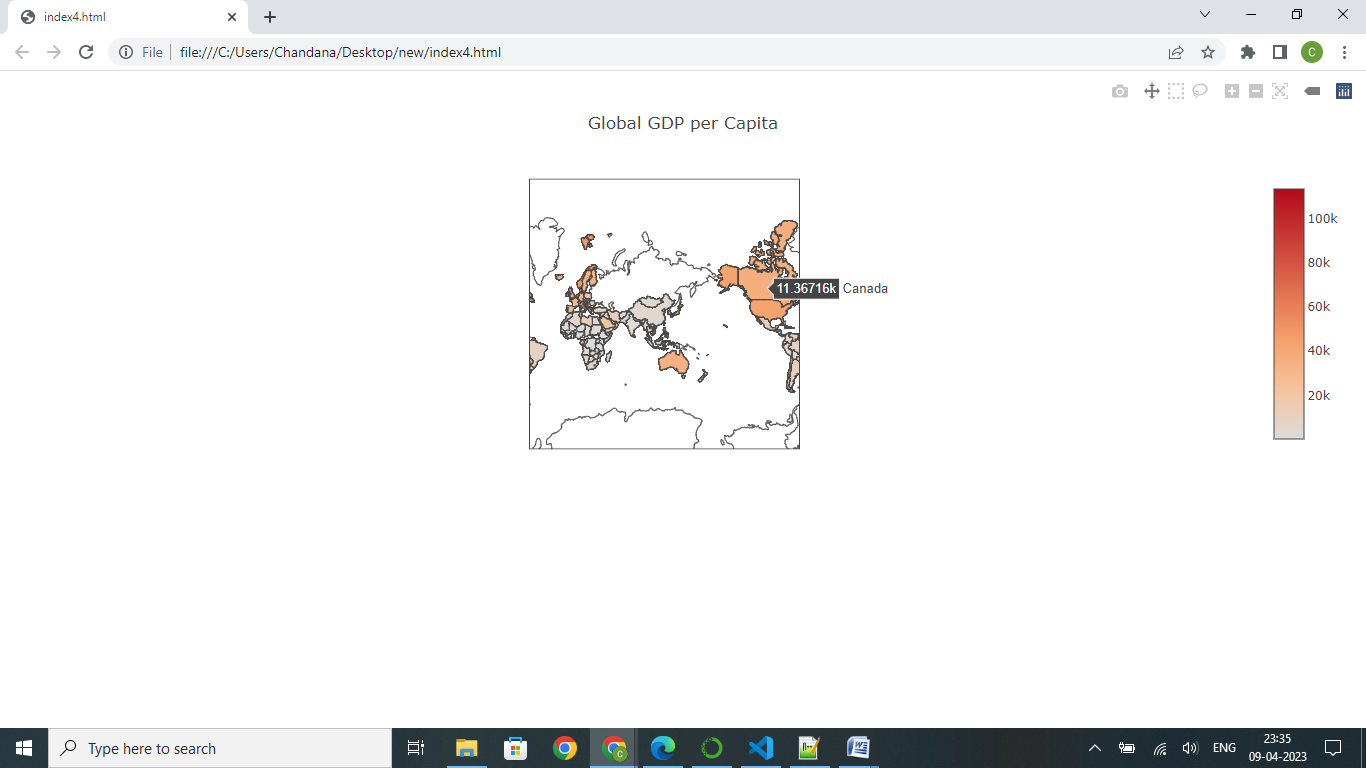 index4.html
File
file:///C:/Users/Chandana/Desktop/new/index4.html
C
Global GDP per Capita
100k
80k
60k
40k
20k
11.36716k Canada
Type here to search
C
ENG
23:35
09-04-2023